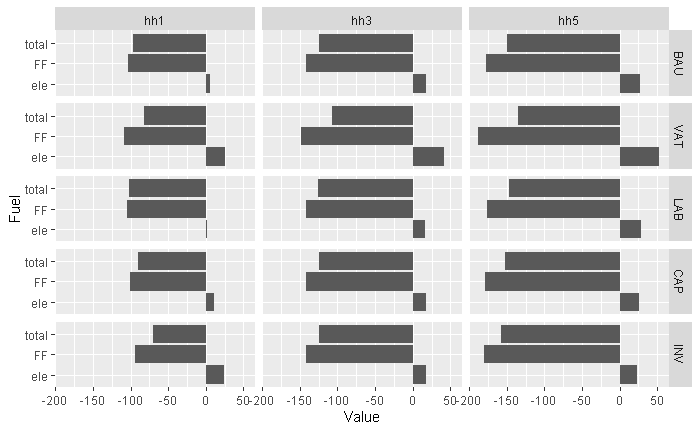 hh1 hh3 hh5
total
FF
ele
BAU
total
FF
ele
VAT
Fuel
total
FF
ele
LAB
total
FF
ele
CAP
total
FF
ele
INV
-200 -150 -100 -50 0 50 -200 -150 -100 -50 0 50 -200 -150 -100 -50 0 50
Value